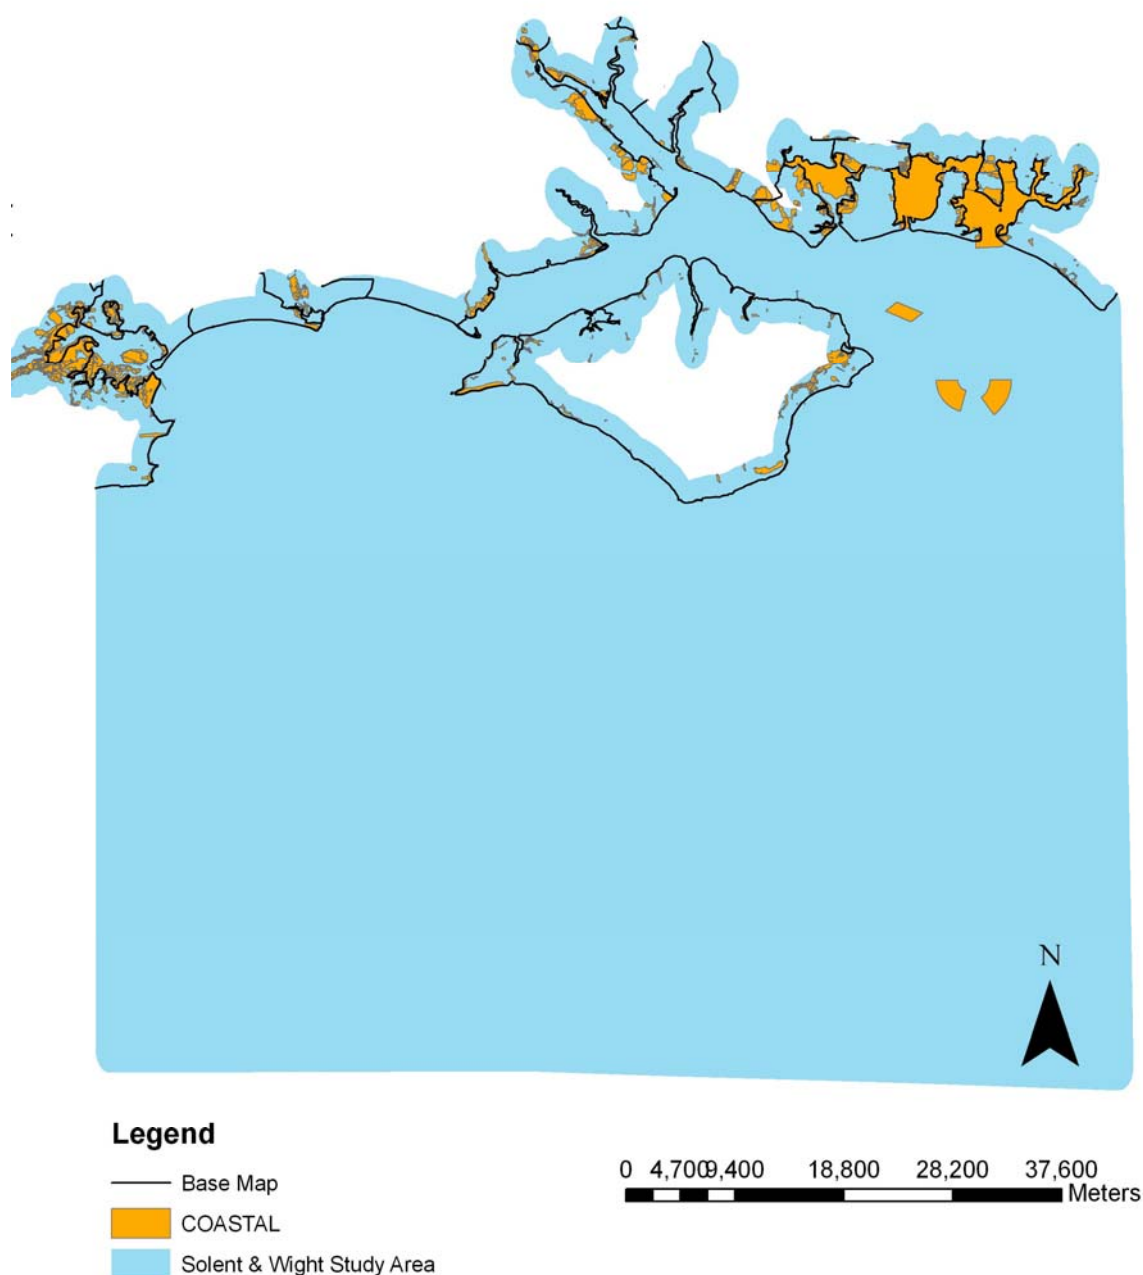 N
Legend
Base Map
COASTAL
Solent & Wight Study Area
0 4,700 9,400 18,800 28,200 37,600
Meters